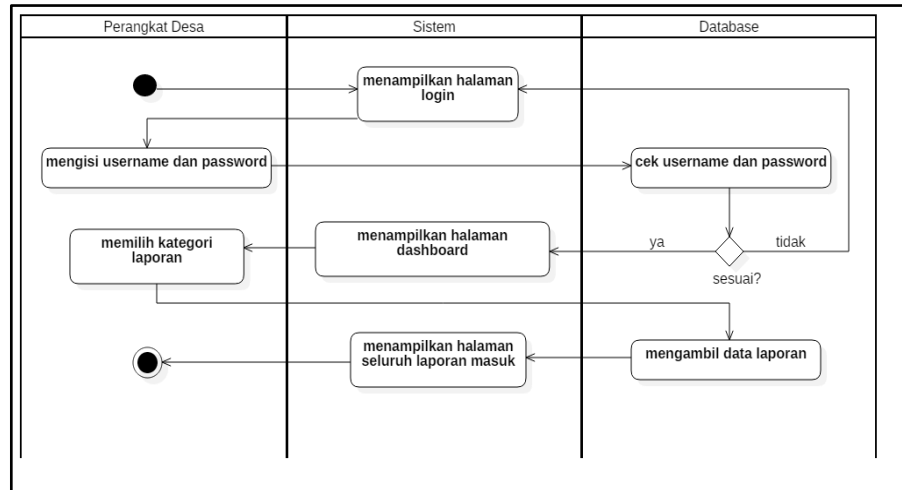 Perangkat Desa
Sistem
Database
menampilkan halaman
login
mengisi username dan password
cek username dan password
memilih kategori
laporan
menampilkan halaman
dashboard
ya
tidak
sesuai?
menampilkan halaman
seluruh laporan masuk
mengambil data laporan